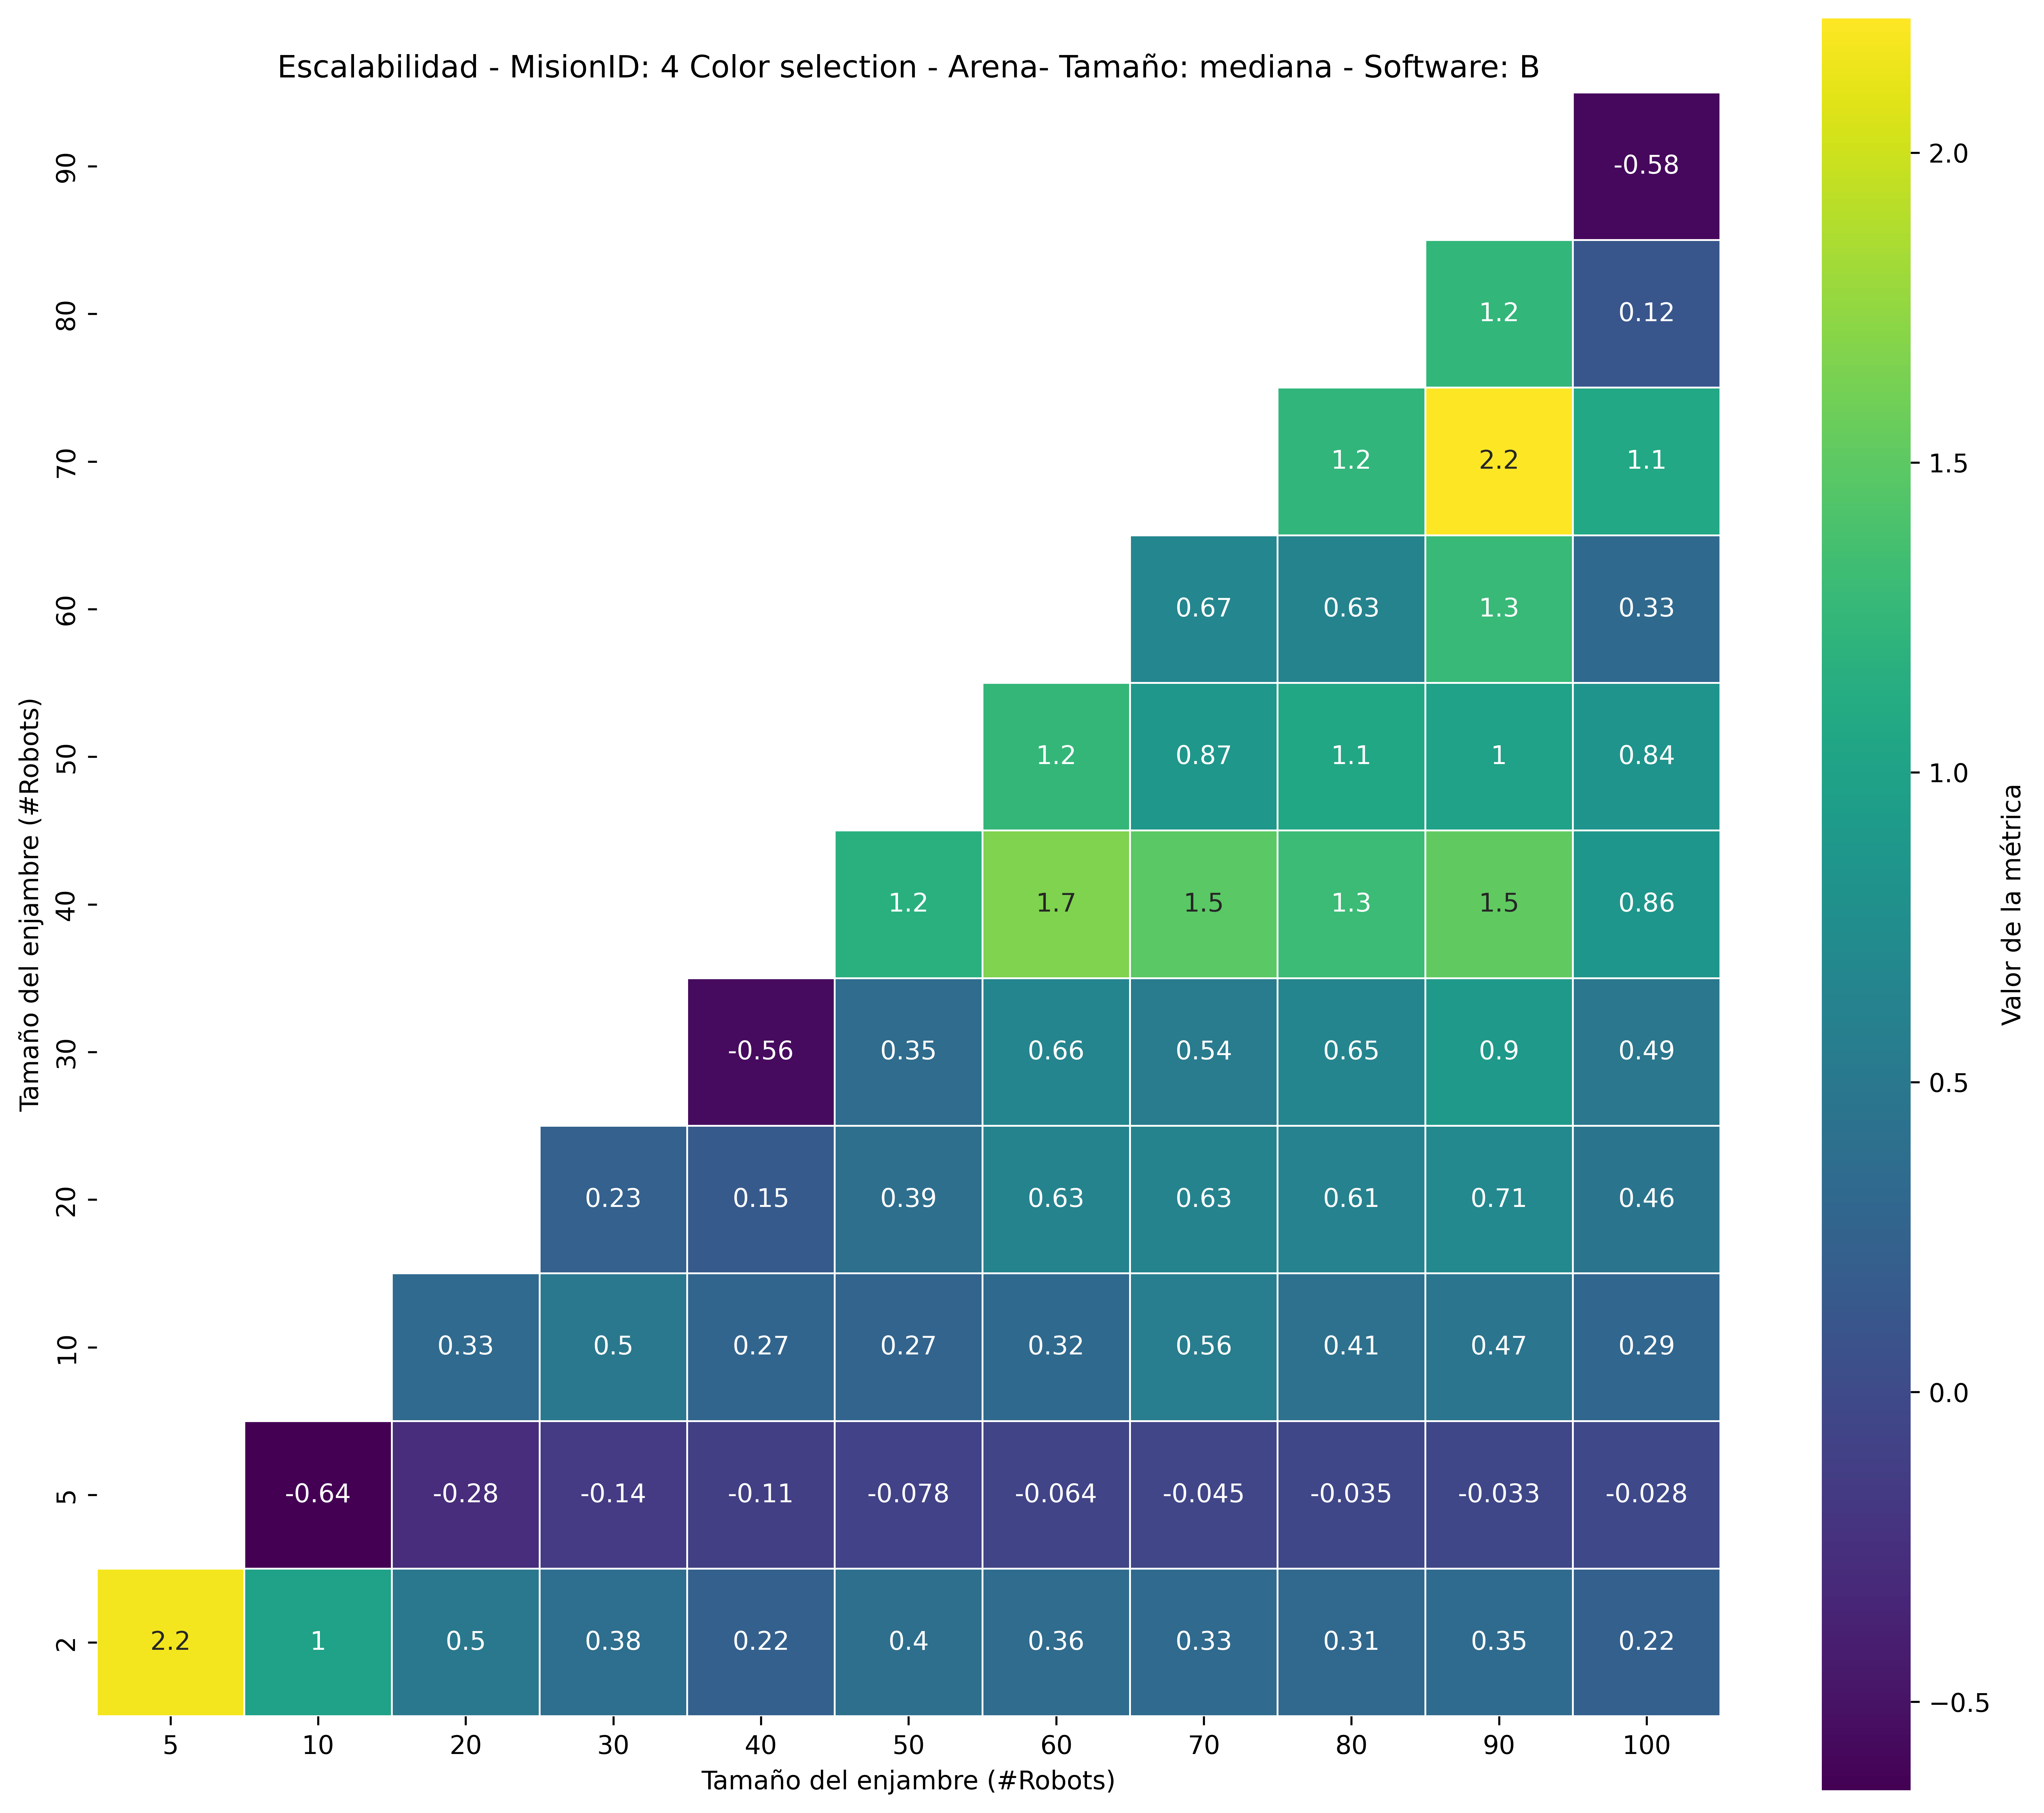 Escalabilidad - MisionID: 4 Color selection - Arena- Tamaño: mediana - Software: B
90 -0.58
80 1.2 0.12
70 1.2 2.2 1.1
60 0.67 0.63 1.3 0.33
50 1.2 0.87 1.1 1 0.84
40 1.2 1.7 1.5 1.3 1.5 0.86
30 -0.56 0.35 0.66 0.54 0.65 0.9 0.49
20 0.23 0.15 0.39 0.63 0.63 0.61 0.71 0.46
10 0.33 0.5 0.27 0.27 0.32 0.56 0.41 0.47 0.29
5 -0.64 -0.28 -0.14 -0.11 -0.078 -0.064 -0.045 -0.035 -0.033 -0.028
2 2.2 1 0.5 0.38 0.22 0.4 0.36 0.33 0.31 0.35 0.22
5 10 20 30 40 50 60 70 80 90 100
Tamaño del enjambre (#Robots)
Tamaño del enjambre (#Robots)
2.0
1.5
1.0
0.5
0.0
−0.5
Valor de la métrica